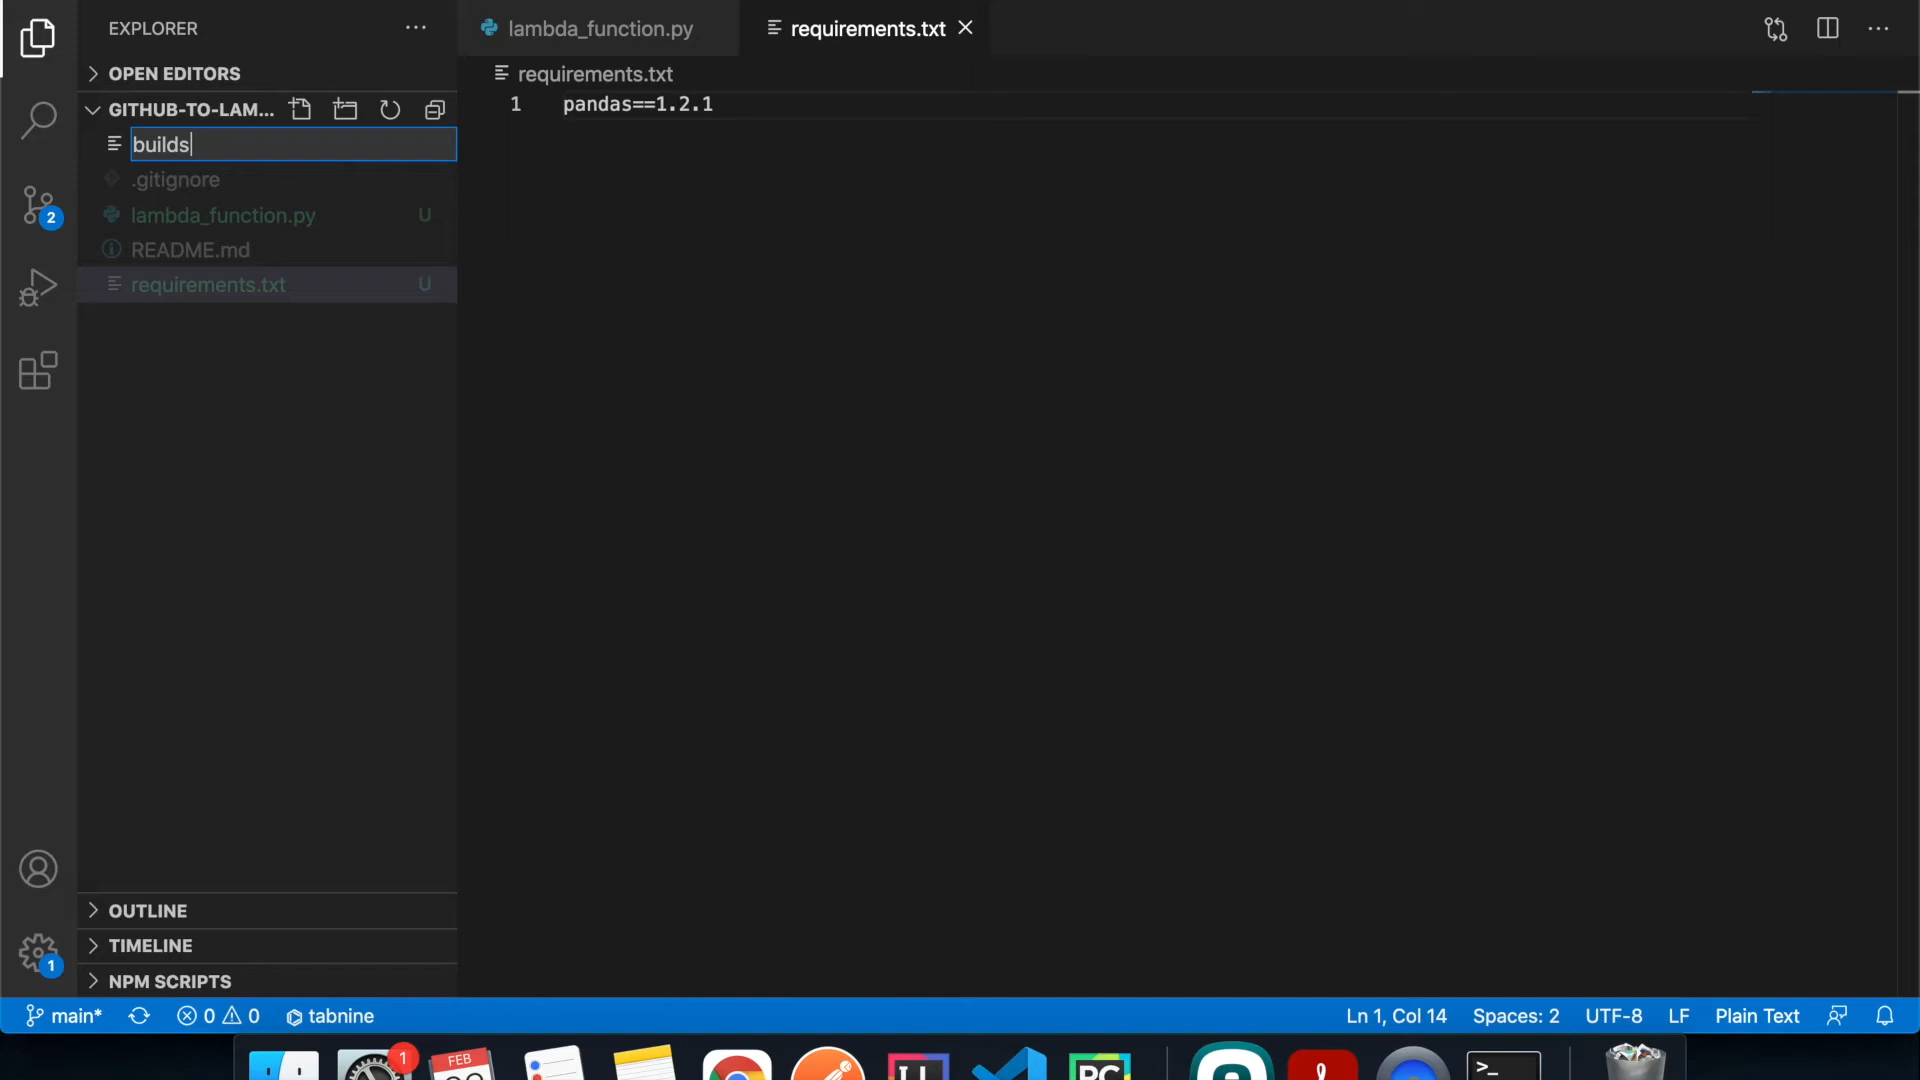 EXPLORER
lambda_function.py
requirements.txt
OPEN EDITORS
requirements.txt
GITHUB-TO-LAM...
1 pandas==1.2.1
builds
.gitignore
lambda_function.py U
2
README.md
requirements.txt U
OUTLINE
TIMELINE
1
NPM SCRIPTS
main* 0 0 tabnine Ln 1, Col 14 Spaces: 2 UTF-8 LF Plain Text
1
FEB
PC
>_